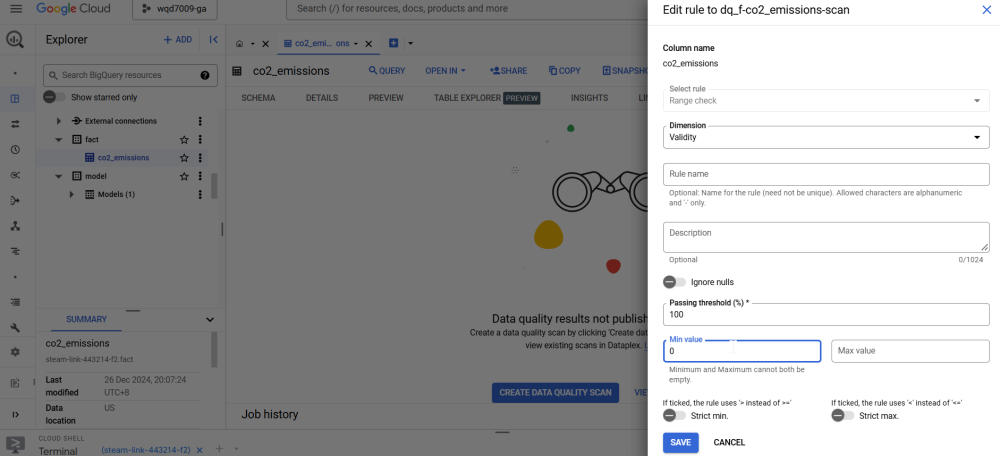 Google Cloud
wqd7009-ga
Search (/) for resources, docs, products and more
Explorer
+ ADD
Search BigQuery resources
Show starred only
External connections
fact
co2_emissions
model
Models (1)
SUMMARY
co2_emissions
steam-link-443214-f2.fact
Last modified
26 Dec 2024, 20:07:24 UTC+8
Data location
US
CLOUD SHELL
Terminal
(steam-link-443214-f2)
co2_emi... ons
co2_emissions
QUERY
OPEN IN
SHARE
COPY
SNAPSHO
SCHEMA
DETAILS
PREVIEW
TABLE EXPLORER
PREVIEW
INSIGHTS
LI
Data quality results not publish
Create a data quality scan by clicking 'Create dat
view existing scans in Dataplex.
CREATE DATA QUALITY SCAN
VIE
Job history
Edit rule to dq_f-co2_emissions-scan
Column name
co2_emissions
Select rule
Range check
Dimension
Validity
Rule name
Optional: Name for the rule (need not be unique). Allowed characters are alphanumeric
and '-' only.
Description
Optional
0/1024
Ignore nulls
Passing threshold (%) *
100
Min value
0
Max value
Minimum and Maximum cannot both be
empty.
If ticked, the rule uses '> instead of >='
Strict min.
If ticked, the rule uses '<' instead of '<='
Strict max.
SAVE
CANCEL